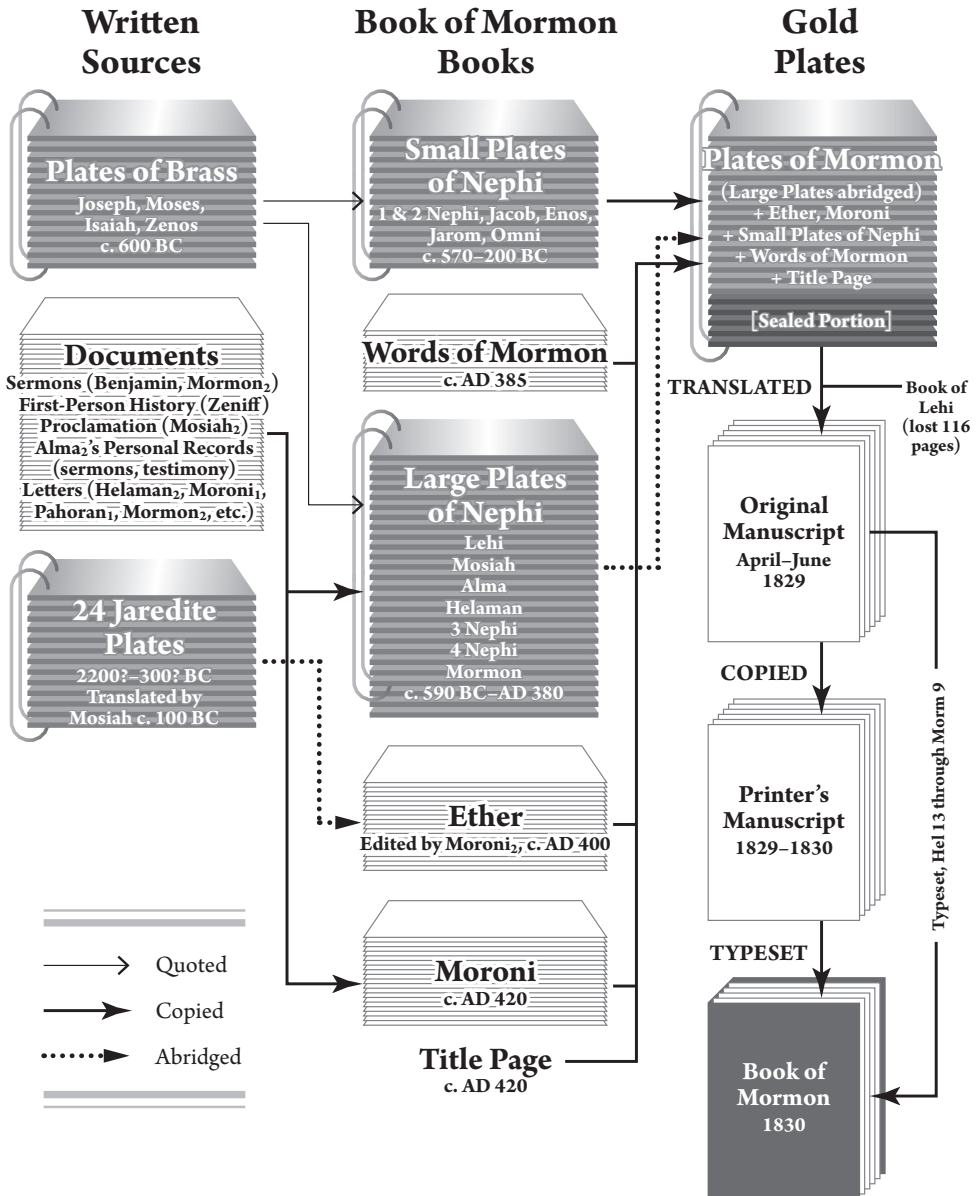 Written
Sources
Plates of Brass
Joseph, Moses,
Isaiah, Zenos
c. 600 BC
Documents
Sermons (Benjamin, Mormon₂)
First-Person History (Zeniff)
Proclamation (Mosiah₂)
Alma₂’s Personal Records
(sermons, testimony)
Letters (Helaman₂, Moroni₁,
Pahoran₁, Mormon₂, etc.)
24 Jaredite
Plates
2200?–300? BC
Translated by
Mosiah c. 100 BC
Quoted
Copied
Abridged
Book of Mormon
Books
Small Plates
of Nephi
1 & 2 Nephi, Jacob, Enos,
Jarom, Omni
c. 570–200 BC
Words of Mormon
c. AD 385
Large Plates
of Nephi
Lehi
Mosiah
Alma
Helaman
3 Nephi
4 Nephi
Mormon
c. 590 BC–AD 380
Ether
Edited by Moroni₂, c. AD 400
Moroni
c. AD 420
Title Page
c. AD 420
Gold
Plates
Plates of Mormon
(Large Plates abridged)
+ Ether, Moroni
+ Small Plates of Nephi
+ Words of Mormon
+ Title Page
[Sealed Portion]
TRANSLATED
Book of
Lehi
(lost 116
pages)
Original
Manuscript
April–June
1829
COPIED
Printer’s
Manuscript
1829–1830
Typeset, Hel 13 through Morm 9
TYPESET
Book of
Mormon
1830